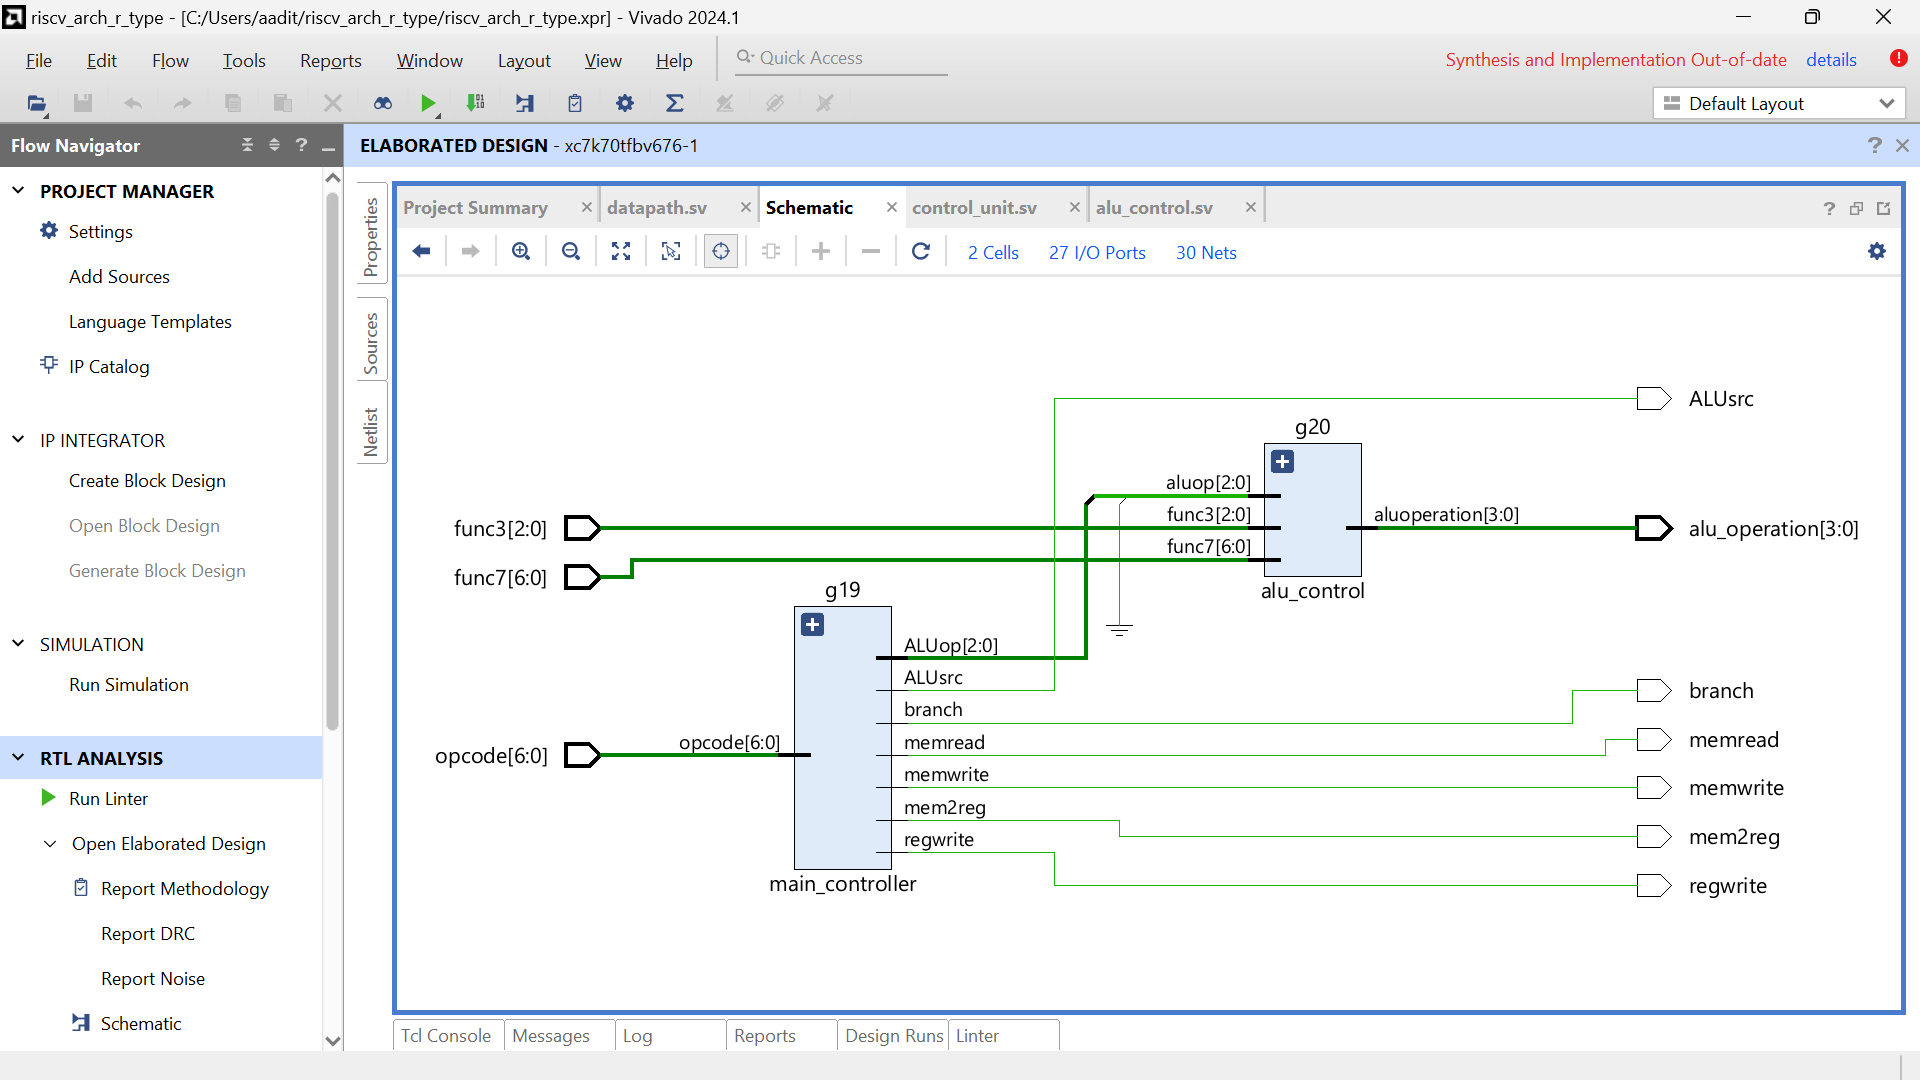 riscv_arch_r_type - [C:/Users/aadit/riscv_arch_r_type/riscv_arch_r_type.xpr] - Vivado 2024.1
File Edit Flow Tools Reports Window Layout View Help Quick Access
Synthesis and Implementation Out-of-date details
Default Layout
Flow Navigator
ELABORATED DESIGN - xc7k70tfbv676-1
PROJECT MANAGER
Settings
Add Sources
Language Templates
IP Catalog
IP INTEGRATOR
Create Block Design
Open Block Design
Generate Block Design
SIMULATION
Run Simulation
RTL ANALYSIS
Run Linter
Open Elaborated Design
Report Methodology
Report DRC
Report Noise
Schematic
Properties
Sources
Netlist
Project Summary datapath.sv Schematic control_unit.sv alu_control.sv
2 Cells 27 I/O Ports 30 Nets
ALUsrc
g20
aluop[2:0]
func3[2:0] func3[2:0] aluoperation[3:0] alu_operation[3:0]
func7[6:0]
func7[6:0]
alu_control
g19
ALUop[2:0]
ALUsrc
branch branch
opcode[6:0] opcode[6:0] memread memread
memwrite memwrite
mem2reg mem2reg
regwrite regwrite
main_controller
Tcl Console Messages Log Reports Design Runs Linter